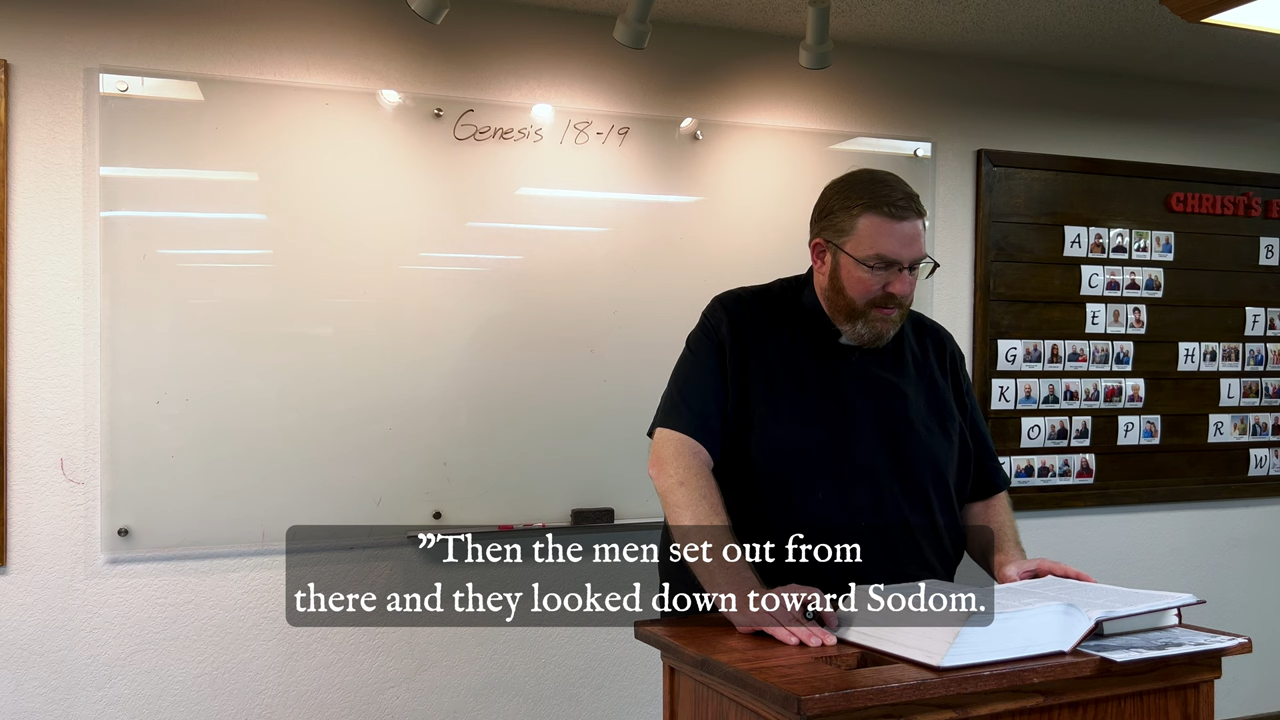 Genesis 18-19
CHRIST'S
A
B
C
E
F
G
H
K
L
O
P
R
W
"Then the men set out from
there and they looked down toward Sodom.